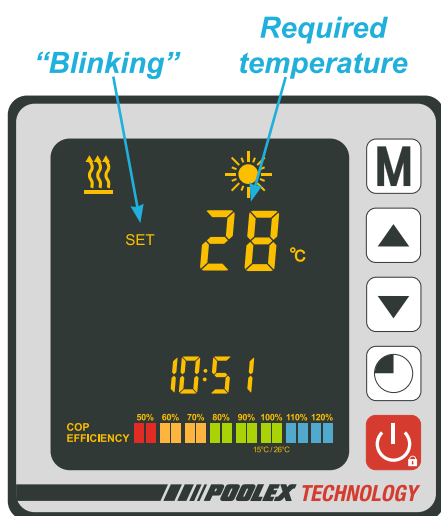 Required
"Blinking" temperature
M
SET 28 °C
10:51
50% 60% 70% 80% 90% 100% 110% 120%
COP
EFFICIENCY
15°C / 26°C
POOLEX TECHNOLOGY